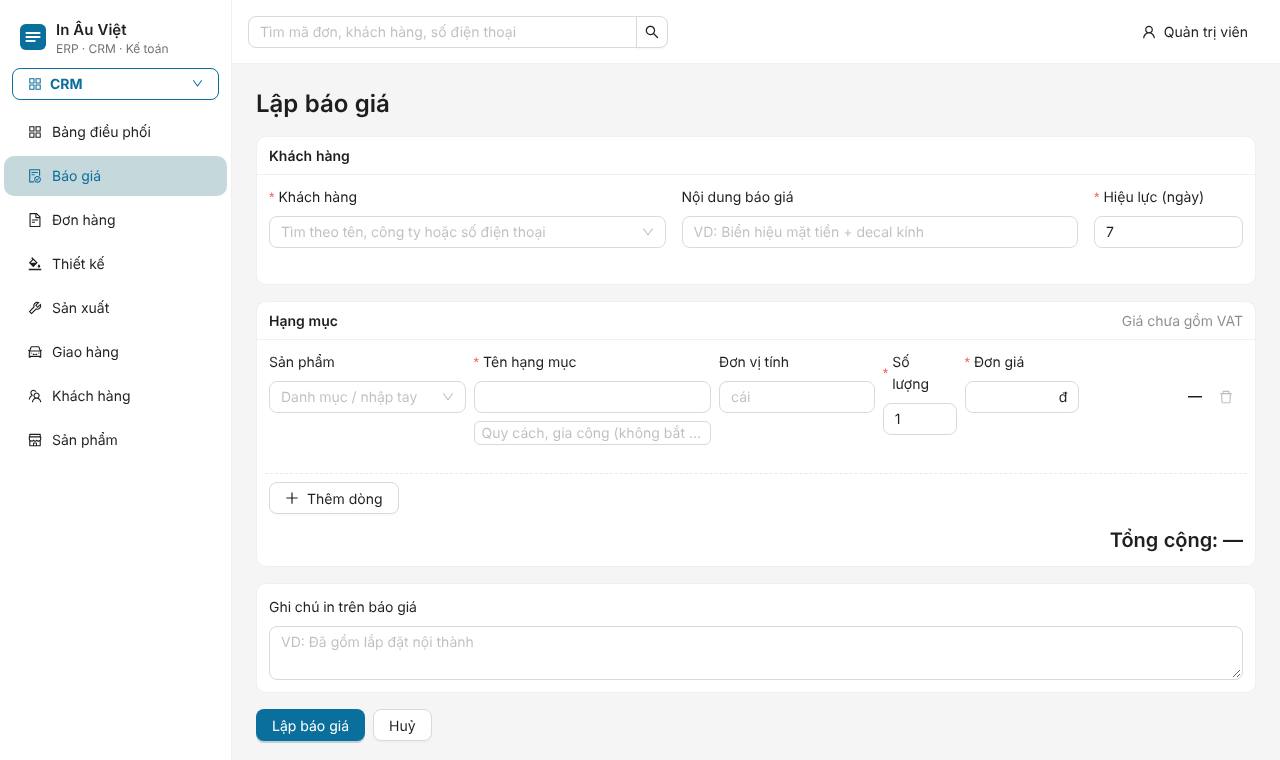 In Âu Việt
ERP · CRM · Kế toán
CRM
Bảng điều phối
Báo giá
Đơn hàng
Thiết kế
Sản xuất
Giao hàng
Khách hàng
Sản phẩm
Tìm mã đơn, khách hàng, số điện thoại
Quản trị viên
Lập báo giá
Khách hàng
* Khách hàng
Nội dung báo giá
* Hiệu lực (ngày)
Tìm theo tên, công ty hoặc số điện thoại
VD: Biển hiệu mặt tiền + decal kính
7
Hạng mục
Giá chưa gồm VAT
Sản phẩm
* Tên hạng mục
Đơn vị tính
* Số lượng
* Đơn giá
Danh mục / nhập tay
cái
1
đ
—
Quy cách, gia công (không bắt ...
Thêm dòng
Tổng cộng: —
Ghi chú in trên báo giá
VD: Đã gồm lắp đặt nội thành
Lập báo giá
Huỷ